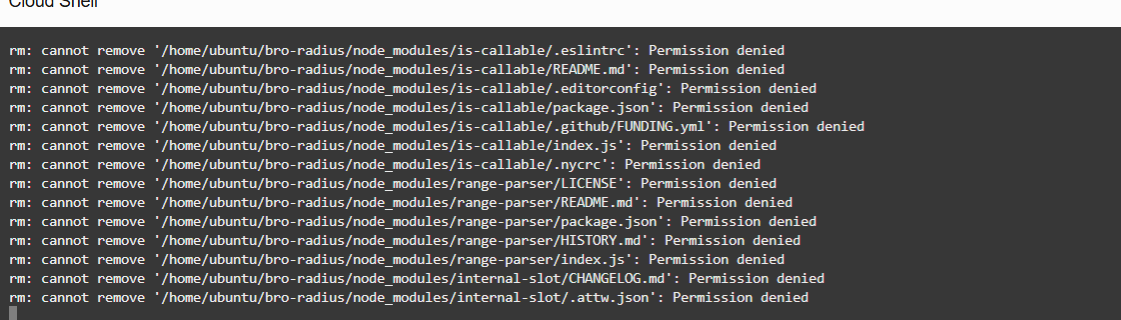 Cloud Shell
rm: cannot remove '/home/ubuntu/bro-radius/node_modules/is-callable/.eslintrc': Permission denied
rm: cannot remove '/home/ubuntu/bro-radius/node_modules/is-callable/README.md': Permission denied
rm: cannot remove '/home/ubuntu/bro-radius/node_modules/is-callable/.editorconfig': Permission denied
rm: cannot remove '/home/ubuntu/bro-radius/node_modules/is-callable/package.json': Permission denied
rm: cannot remove '/home/ubuntu/bro-radius/node_modules/is-callable/.github/FUNDING.yml': Permission denied
rm: cannot remove '/home/ubuntu/bro-radius/node_modules/is-callable/index.js': Permission denied
rm: cannot remove '/home/ubuntu/bro-radius/node_modules/is-callable/.nycrc': Permission denied
rm: cannot remove '/home/ubuntu/bro-radius/node_modules/range-parser/LICENSE': Permission denied
rm: cannot remove '/home/ubuntu/bro-radius/node_modules/range-parser/README.md': Permission denied
rm: cannot remove '/home/ubuntu/bro-radius/node_modules/range-parser/package.json': Permission denied
rm: cannot remove '/home/ubuntu/bro-radius/node_modules/range-parser/HISTORY.md': Permission denied
rm: cannot remove '/home/ubuntu/bro-radius/node_modules/range-parser/index.js': Permission denied
rm: cannot remove '/home/ubuntu/bro-radius/node_modules/internal-slot/CHANGELOG.md': Permission denied
rm: cannot remove '/home/ubuntu/bro-radius/node_modules/internal-slot/.attw.json': Permission denied